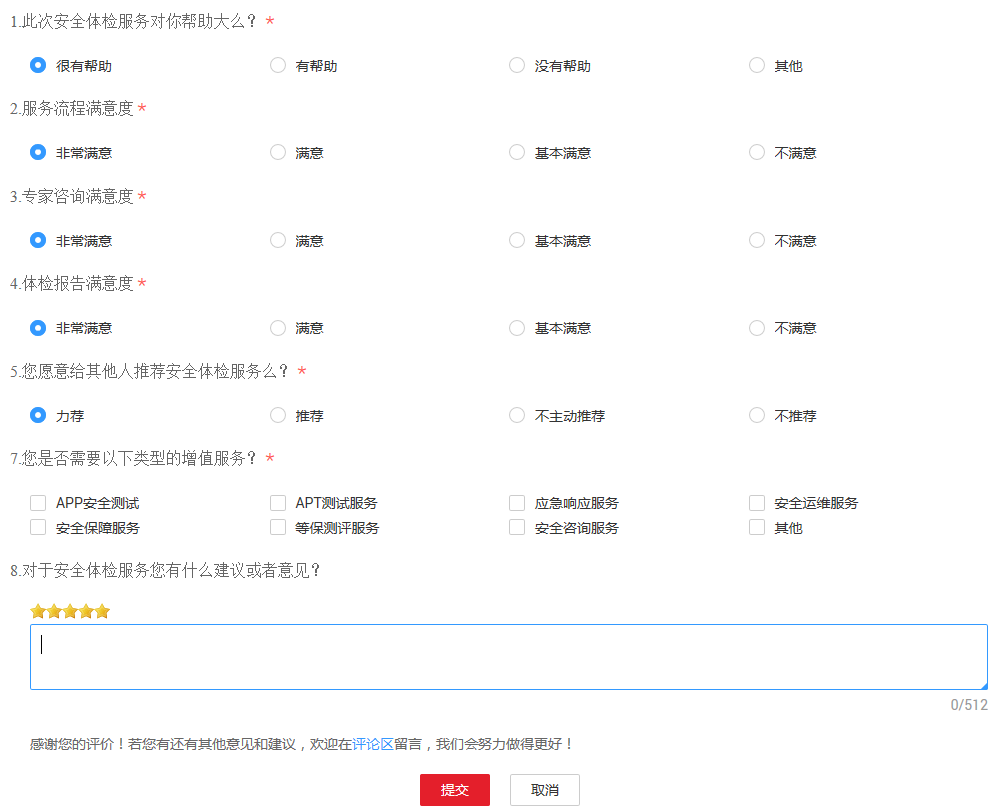 1.此次安全体检服务对你帮助大么？ *
很有帮助 有帮助 没有帮助 其他
2.服务流程满意度 *
非常满意 满意 基本满意 不满意
3.专家咨询满意度 *
非常满意 满意 基本满意 不满意
4.体检报告满意度 *
非常满意 满意 基本满意 不满意
5.您愿意给其他人推荐安全体检服务么？ *
力荐 推荐 不主动推荐 不推荐
7.您是否需要以下类型的增值服务？ *
APP安全测试 APT测试服务 应急响应服务 安全运维服务
安全保障服务 等保测评服务 安全咨询服务 其他
8.对于安全体检服务您有什么建议或者意见？
0/512
感谢您的评价！若您有还有其他意见和建议，欢迎在评论区留言，我们会努力做得更好！
提交 取消